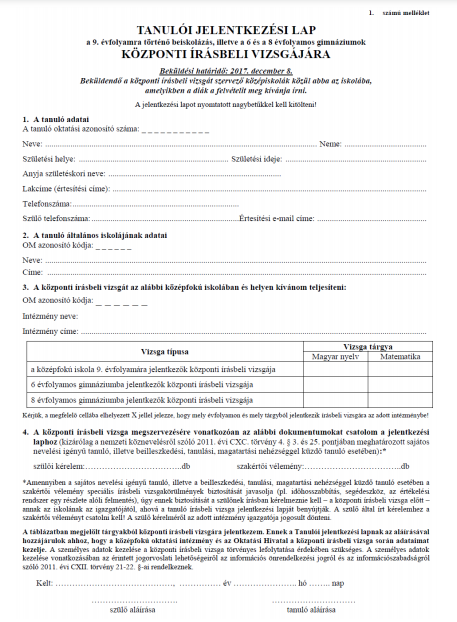 1. számú melléklet
TANULÓI JELENTKEZÉSI LAP
a 9. évfolyamra történő beiskolázás, illetve a 6 és a 8 évfolyamos gimnáziumok
KÖZPONTI ÍRÁSBELI VIZSGÁJÁRA
Beküldési határidő: 2017. december 8.
Beküldendő a központi írásbeli vizsgát szervező középiskolák közül abba az iskolába,
amelyikben a diák a felvételit meg kívánja írni.
A jelentkezési lapot nyomtatott nagybetűkkel kell kitölteni!
1. A tanuló adatai
A tanuló oktatási azonosító száma: _ _ _ _ _ _ _ _ _ _ _
Neve: ........................ Neme: ........................
Születési helye: ........................ Születési ideje: ........................
Anyja születéskori neve: ........................
Lakcíme (értesítési címe): ........................
Telefonszáma: ........................
Szülő telefonszáma: ........................ Értesítési e-mail címe: ........................
2. A tanuló általános iskolájának adatai
OM azonosító kódja: _ _ _ _ _ _
Neve: ........................
Címe: ........................
3. A központi írásbeli vizsgát az alábbi középfokú iskolában és helyen kívánom teljesíteni:
OM azonosító kódja: _ _ _ _ _ _
Intézmény neve:
Intézmény címe: ........................
Vizsga típusa
Vizsga tárgya
Magyar nyelv Matematika
a középfokú iskola 9. évfolyamára jelentkezők központi írásbeli vizsgája
6 évfolyamos gimnáziumba jelentkezők központi írásbeli vizsgája
8 évfolyamos gimnáziumba jelentkezők központi írásbeli vizsgája
Kérjük, a megfelelő cellába elhelyezett X jellel jelezze, hogy mely évfolyamon és mely tárgyból jelentkezik írásbeli vizsgára az adott intézménybe!
4. A központi írásbeli vizsga megszervezésére vonatkozóan az alábbi dokumentumokat csatolom a jelentkezési
laphoz (kizárólag a nemzeti köznevelésről szóló 2011. évi CXC. törvény 4. § 3. és 25. pontjában meghatározott sajátos
nevelési igényű tanuló, illetve beilleszkedési, tanulási, magatartási nehézséggel küzdő tanuló esetében):*
szülői kérelem:........................db szakértői vélemény:........................db
*Amennyiben a sajátos nevelési igényű tanuló, illetve a beilleszkedési, tanulási, magatartási nehézséggel küzdő tanuló esetében a
szakértői vélemény speciális írásbeli vizsgakörülmények biztosítását javasolja (pl. időhosszabbítás, segédeszköz, az értékelési
rendszer egy részlete alóli felmentés), úgy ennek biztosítását a szülőnek írásban kérelmeznie kell – a központi írásbeli vizsga előtt –
annak az iskolának az igazgatójától, ahová a tanuló írásbeli vizsga jelentkezési lapját benyújtják. A szülő által írt kérelemhez a
szakértői véleményt csatolni kell! A szülő kérelméről az adott intézmény igazgatója jogosult dönteni.
A táblázatban megjelölt tárgyakból központi írásbeli vizsgára jelentkezem. Ennek a Tanulói jelentkezési lapnak az aláírásával
hozzájárulok ahhoz, hogy a középfokú oktatási intézmény és az Oktatási Hivatal a központi írásbeli vizsga során adataimat
kezelje. A személyes adatok kezelése a központi írásbeli vizsga törvényes lefolytatása érdekében szükséges. A személyes adatok
kezelése vonatkozásában az érintett jogorvoslati lehetőségeiről az információs önrendelkezési jogról és az információszabadságról
szóló 2011. évi CXII. törvény 21-22. §-ai rendelkeznek.
Kelt: ........................, ............ év ............ hó ....... nap
........................ ........................
szülő aláírása tanuló aláírása